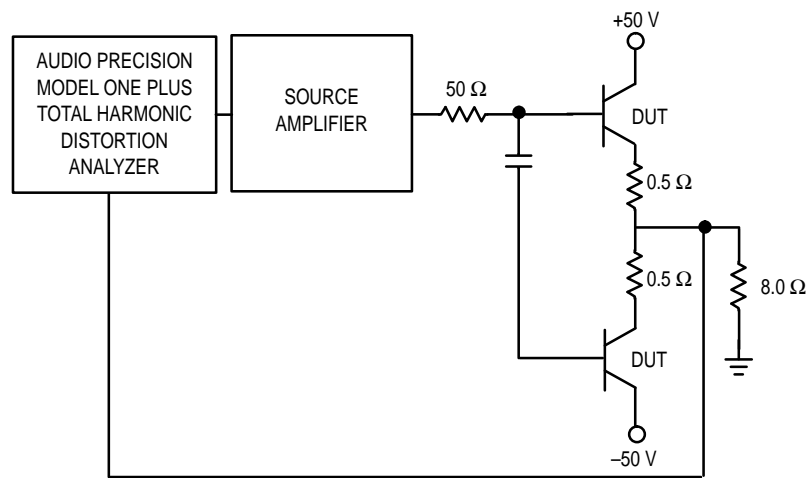 +50 V
AUDIO PRECISION
MODEL ONE PLUS
TOTAL HARMONIC
DISTORTION
ANALYZER
SOURCE
AMPLIFIER
50 Ω
DUT
0.5 Ω
0.5 Ω
8.0 Ω
DUT
–50 V